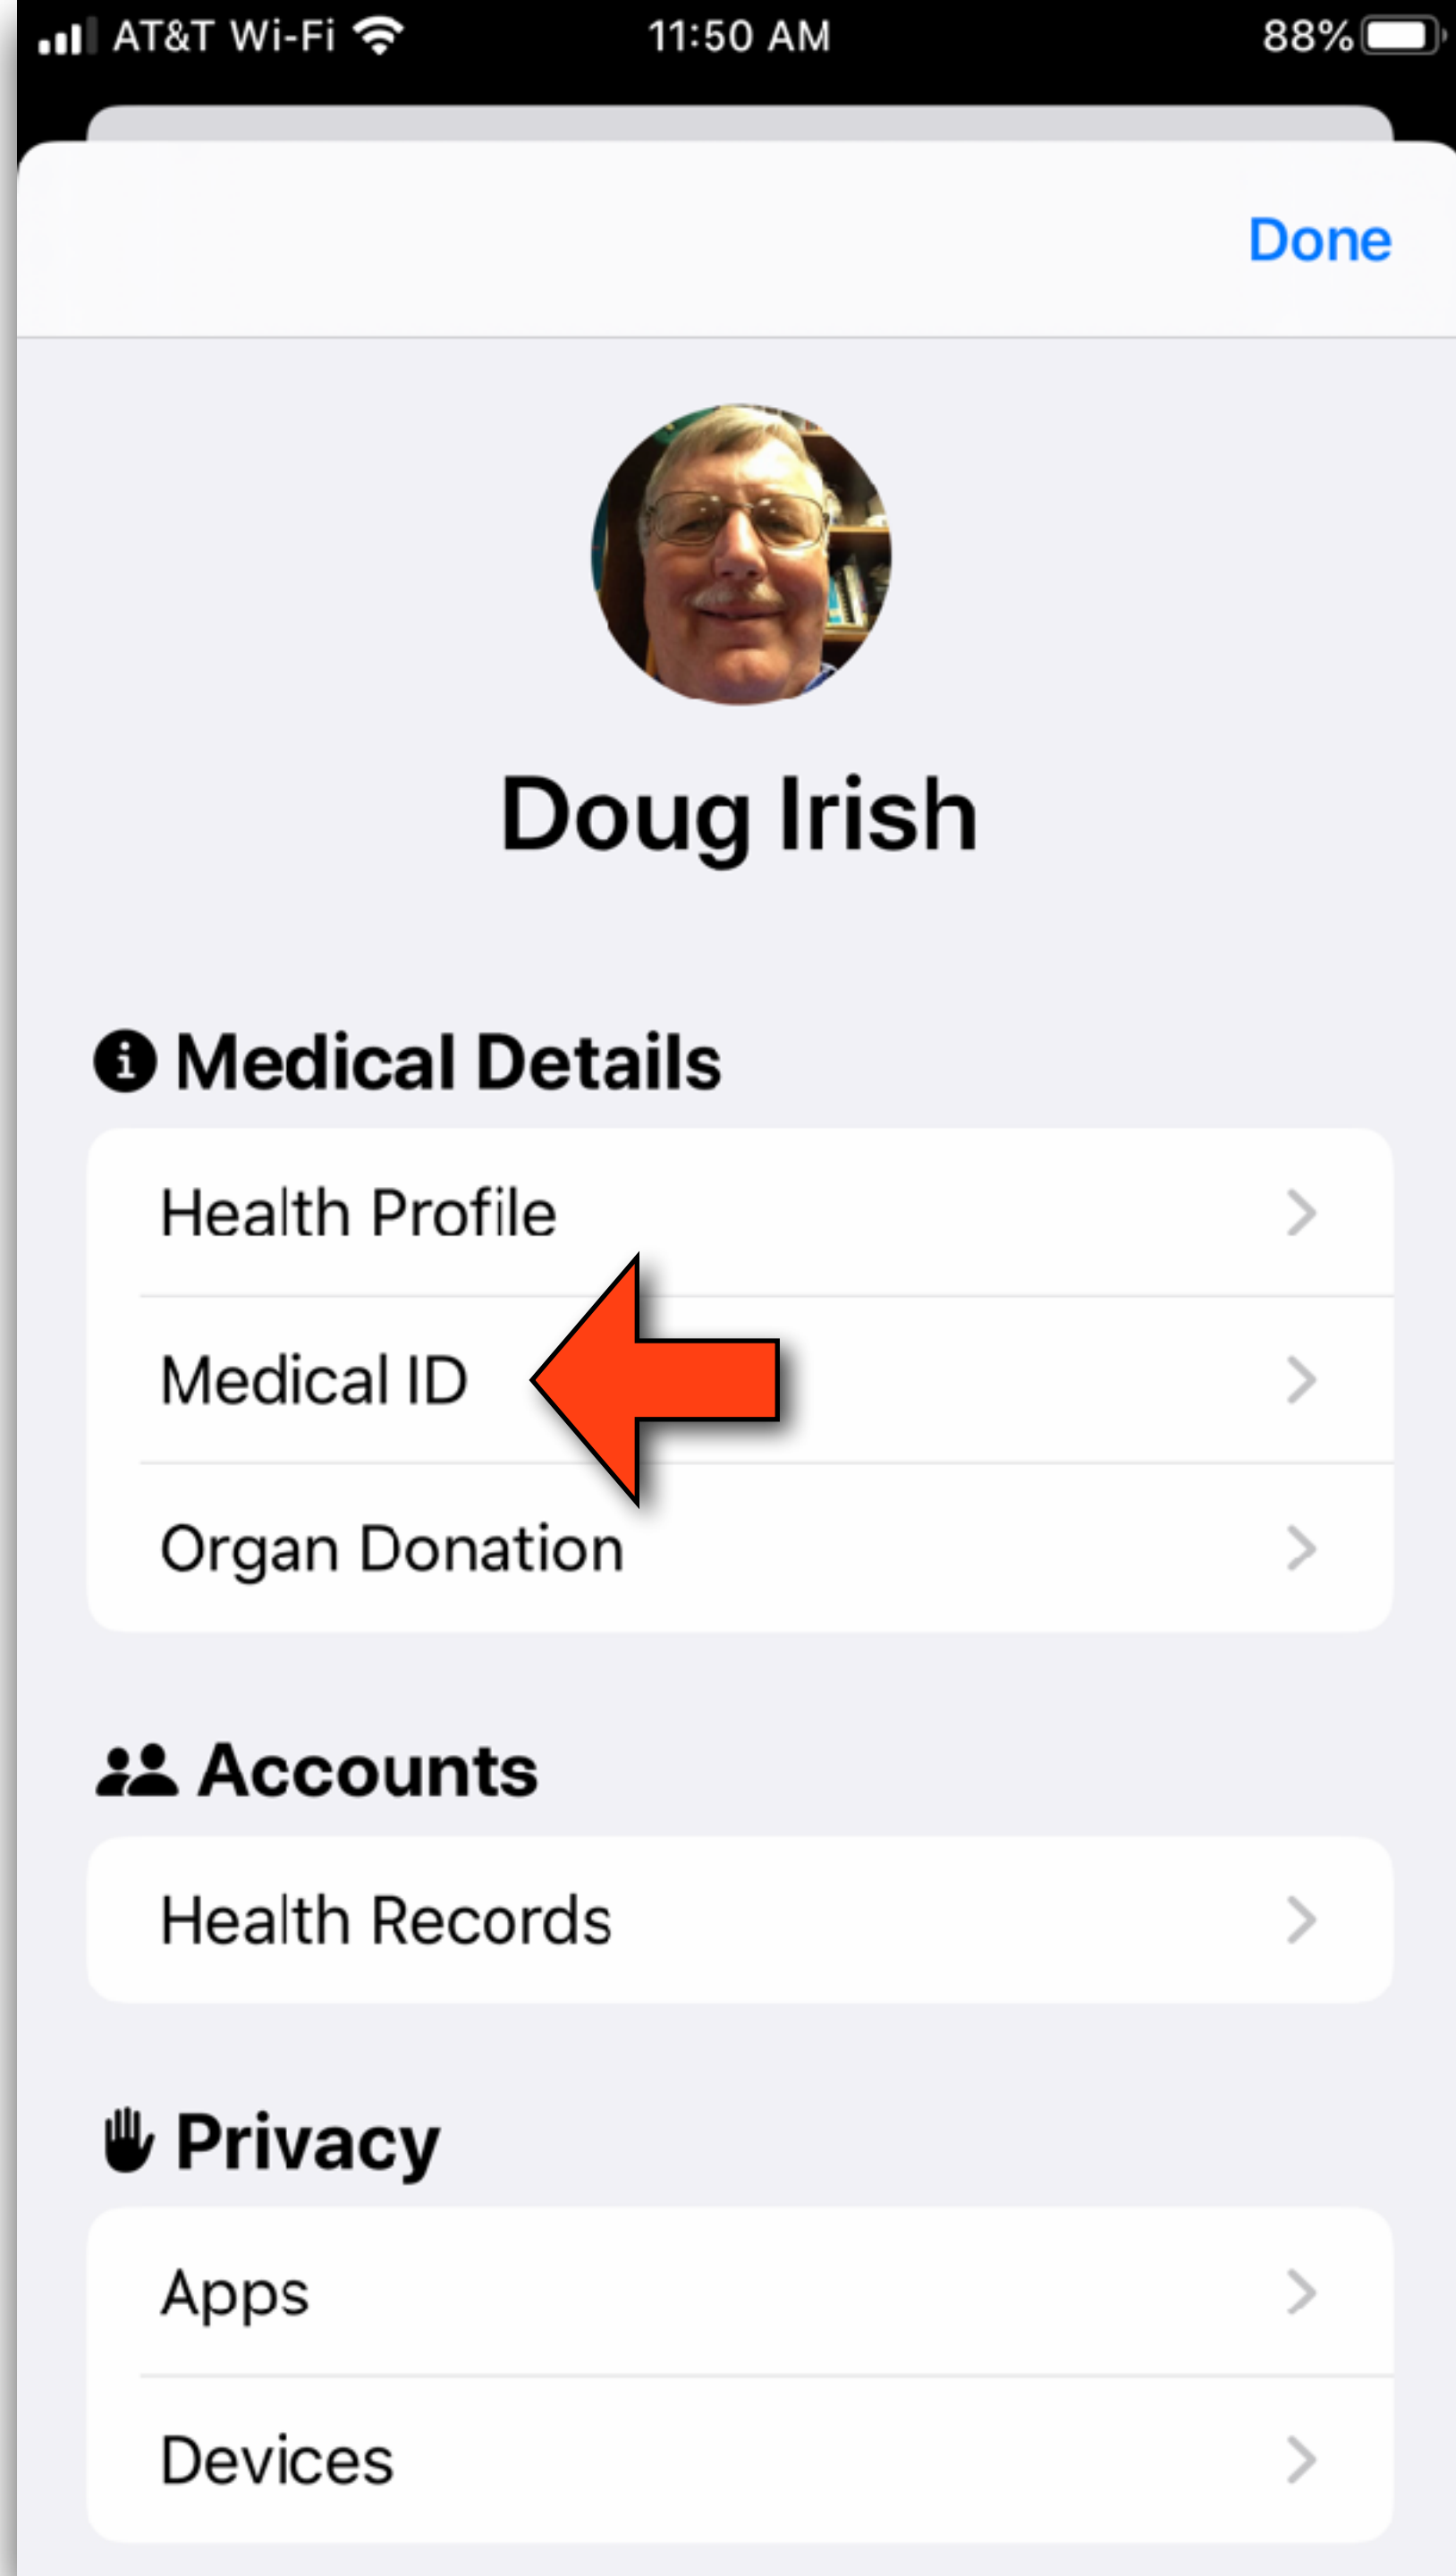 AT&T Wi-Fi 11:50 AM 88%
Done
Doug Irish
Medical Details
Health Profile
Medical ID
Organ Donation
Accounts
Health Records
Privacy
Apps
Devices